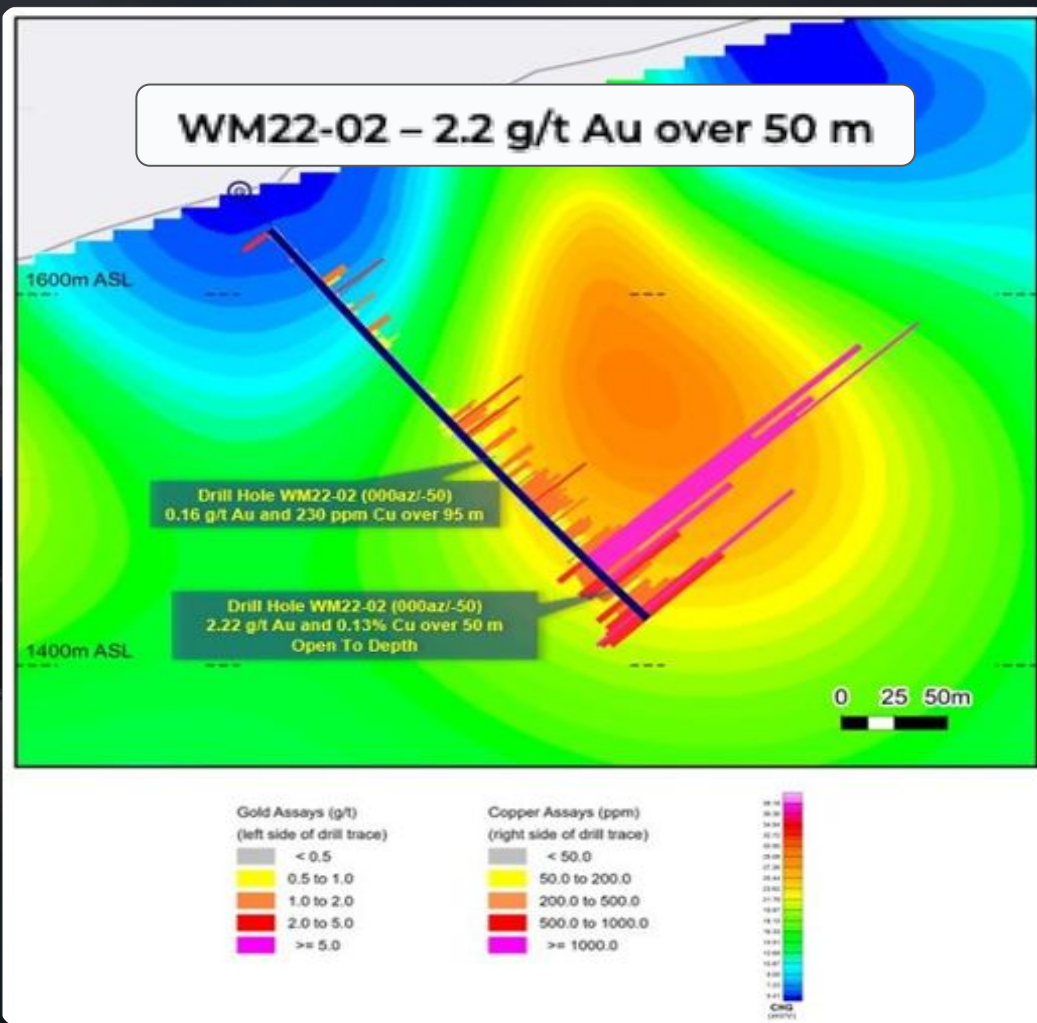 WM22-02 – 2.2 g/t Au over 50 m
1600m ASL
Drill Hole WM22-02 (000az/-50)
0.16 g/t Au and 230 ppm Cu over 95 m
Drill Hole WM22-02 (000az/-50)
2.22 g/t Au and 0.13% Cu over 50 m
Open To Depth
1400m ASL
0 25 50m
Gold Assays (g/t)
(left side of drill trace)
< 0.5
0.5 to 1.0
1.0 to 2.0
2.0 to 5.0
>= 5.0
Copper Assays (ppm)
(right side of drill trace)
< 50.0
50.0 to 200.0
200.0 to 500.0
500.0 to 1000.0
>= 1000.0
CHG